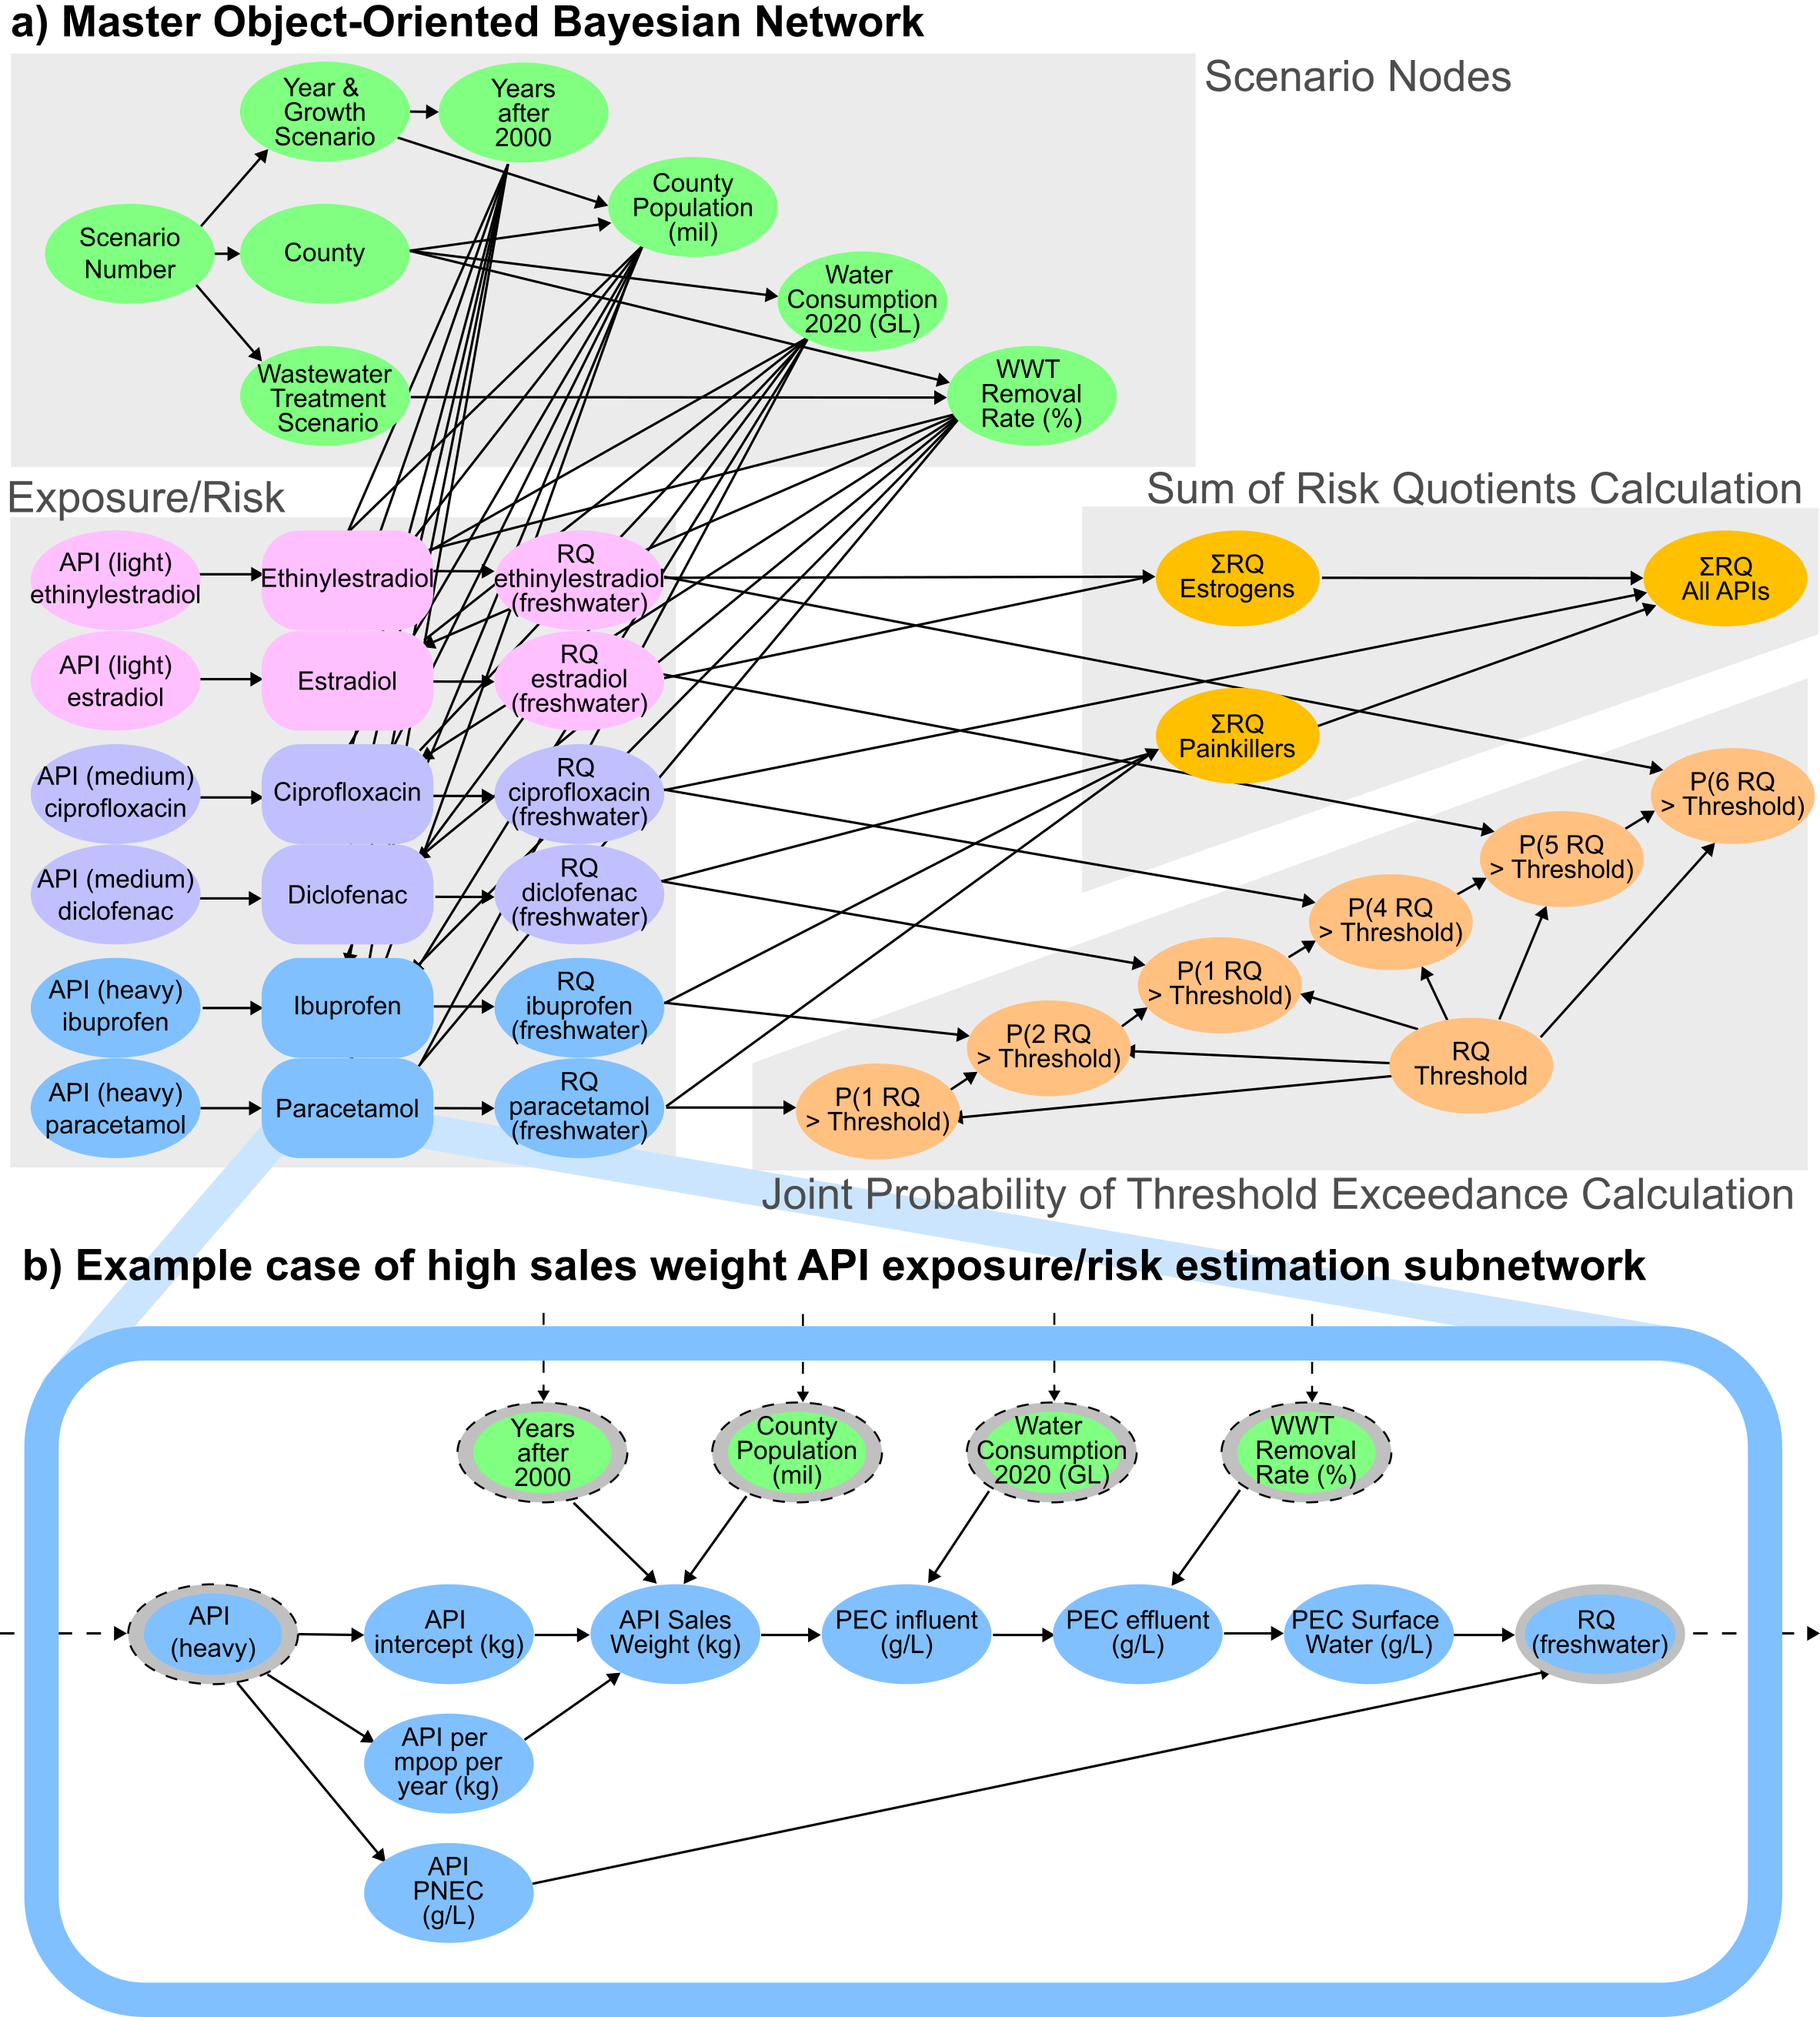 a) Master Object-Oriented Bayesian Network
Scenario Nodes
Year &
Growth
Scenario
Years
after
2000
County
Population
(mil)
Scenario
Number
County
Water
Consumption
2020 (GL)
Wastewater
Treatment
Scenario
WWT
Removal
Rate (%)
Exposure/Risk
Sum of Risk Quotients Calculation
API (light)
ethinylestradiol
Ethinylestradiol
RQ
ethinylestradiol
(freshwater)
ΣRQ
Estrogens
ΣRQ
All APIs
API (light)
estradiol
Estradiol
RQ
estradiol
(freshwater)
ΣRQ
Painkillers
API (medium)
ciprofloxacin
Ciprofloxacin
RQ
ciprofloxacin
(freshwater)
P(6 RQ
> Threshold)
P(5 RQ
> Threshold)
API (medium)
diclofenac
Diclofenac
RQ
diclofenac
(freshwater)
P(4 RQ
> Threshold)
P(1 RQ
> Threshold)
API (heavy)
ibuprofen
Ibuprofen
RQ
ibuprofen
(freshwater)
P(2 RQ
> Threshold)
RQ
Threshold
API (heavy)
paracetamol
Paracetamol
RQ
paracetamol
(freshwater)
P(1 RQ
> Threshold)
Joint Probability of Threshold Exceedance Calculation
b) Example case of high sales weight API exposure/risk estimation subnetwork
Years
after
2000
County
Population
(mil)
Water
Consumption
2020 (GL)
WWT
Removal
Rate (%)
API
(heavy)
API
intercept (kg)
API Sales
Weight (kg)
PEC influent
(g/L)
PEC effluent
(g/L)
PEC Surface
Water (g/L)
RQ
(freshwater)
API per
mpop per
year (kg)
API
PNEC
(g/L)